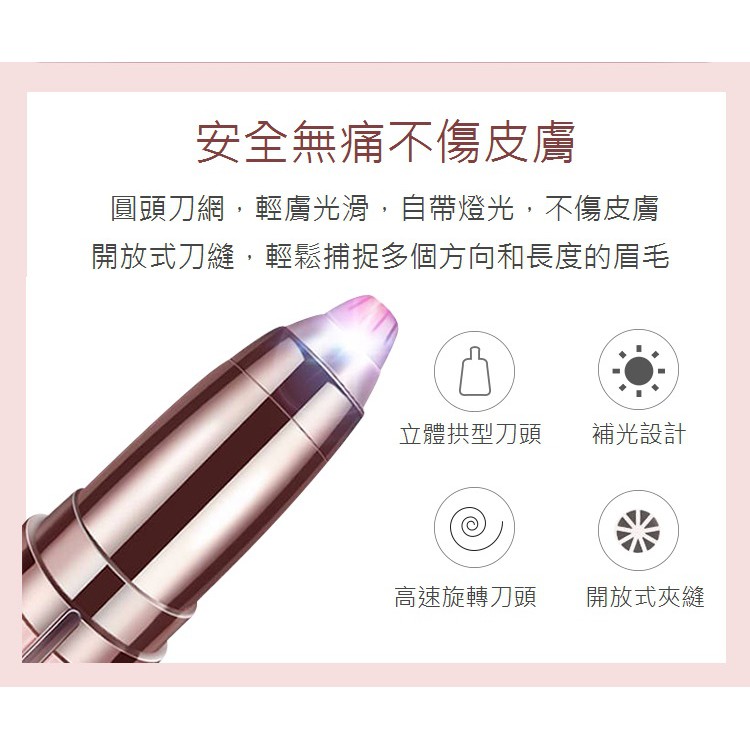 安全無痛不傷皮膚
圓頭刀網，輕膚光滑，自帶燈光，不傷皮膚
開放式刀縫，輕鬆捕捉多個方向和長度的眉毛
立體拱型刀頭
補光設計
高速旋轉刀頭
開放式夾縫